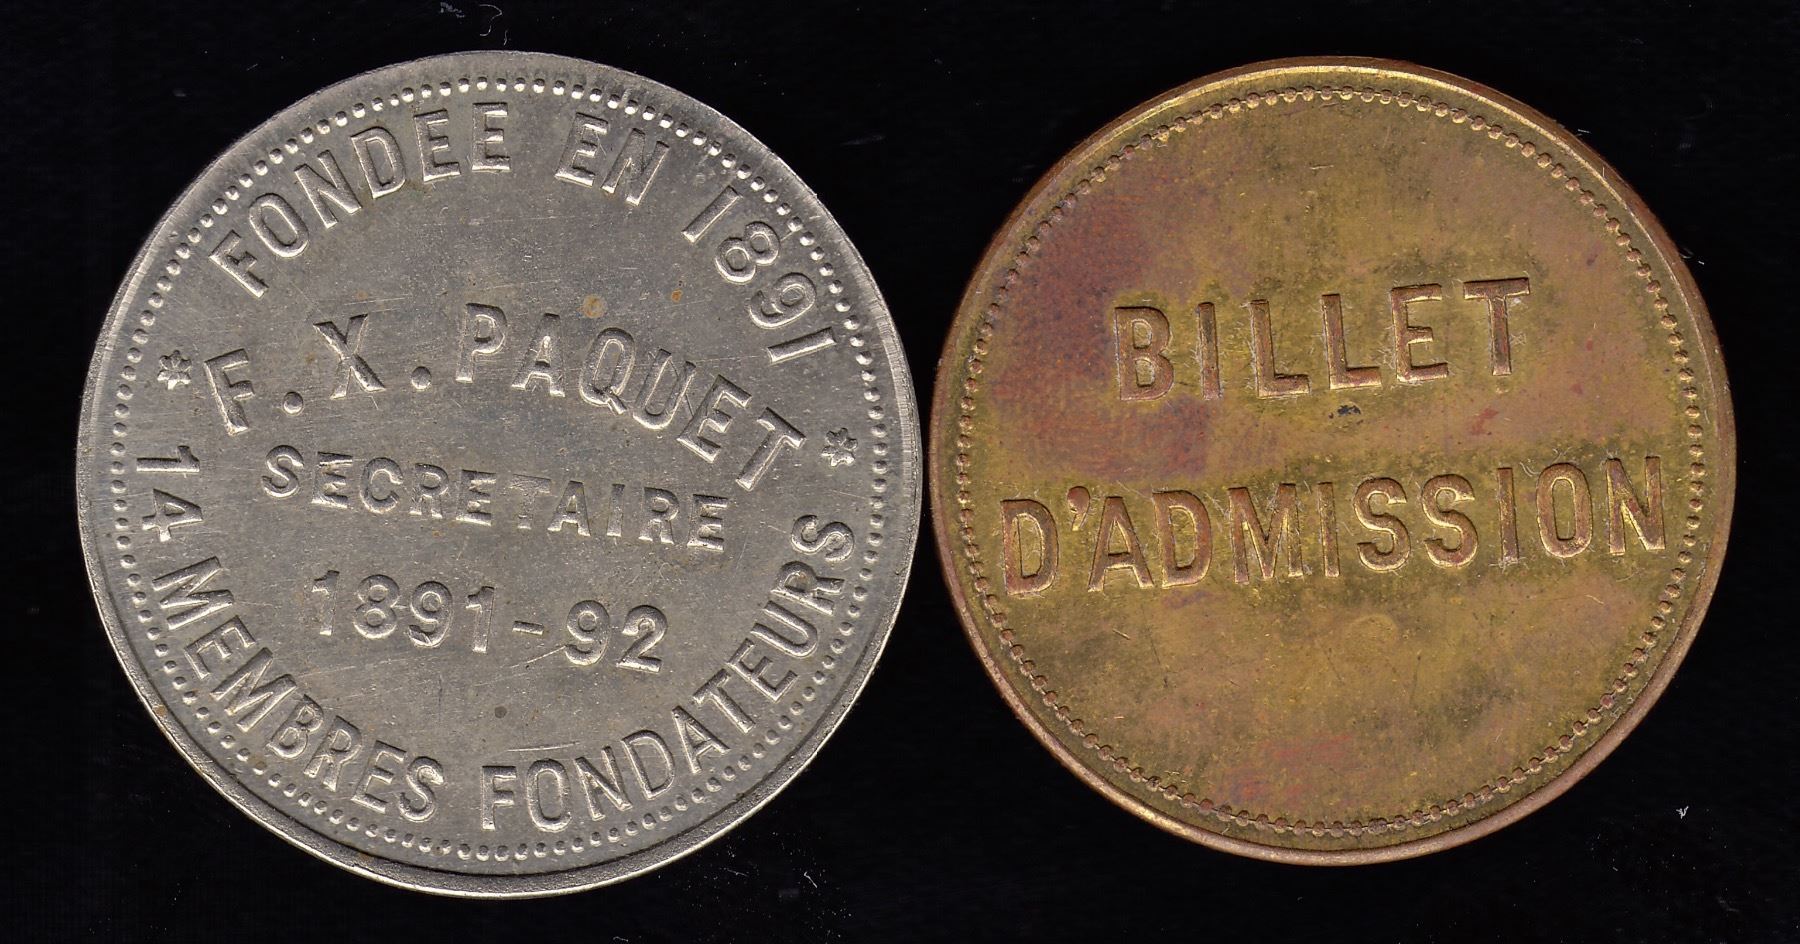 FONDEE EN 1891
F. X. PAQUET
SECRETAIRE
1891-92
14 MEMBRES FONDATEURS
BILLET
D'ADMISSION